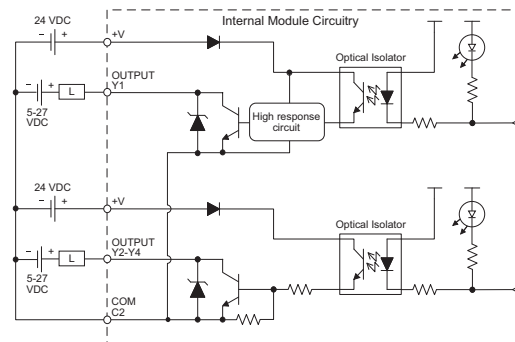 Internal Module Circuitry
24 VDC
− +
+V
Optical Isolator
OUTPUT
Y1
− + L
5-27
VDC
High response
circuit
24 VDC
− +
+V
Optical Isolator
OUTPUT
Y2-Y4
− + L
5-27
VDC
COM
C2